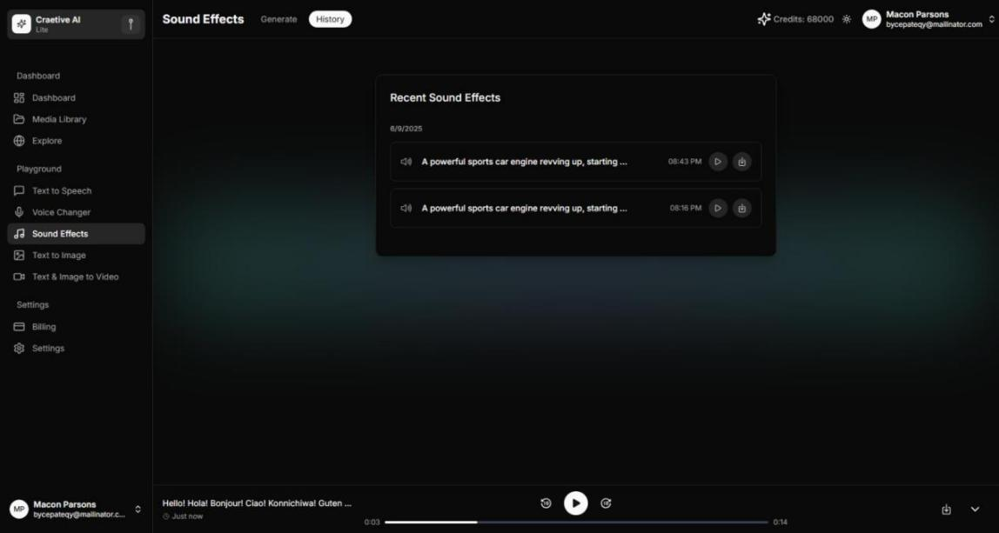 Craetive AI
Lite
Sound Effects
Generate
History
Credits: 68000
MP
Macon Parsons
bycepateqy@mailinator.com
Dashboard
Dashboard
Media Library
Explore
Playground
Text to Speech
Voice Changer
Sound Effects
Text to Image
Text & Image to Video
Settings
Billing
Settings
Recent Sound Effects
6/9/2025
A powerful sports car engine revving up, starting ...
08:43 PM
A powerful sports car engine revving up, starting ...
08:16 PM
MP
Macon Parsons
bycepateqy@mailinator.c...
Hello! Hola! Bonjour! Ciao! Konnichiwa! Guten ...
Just now
0:03
0:14